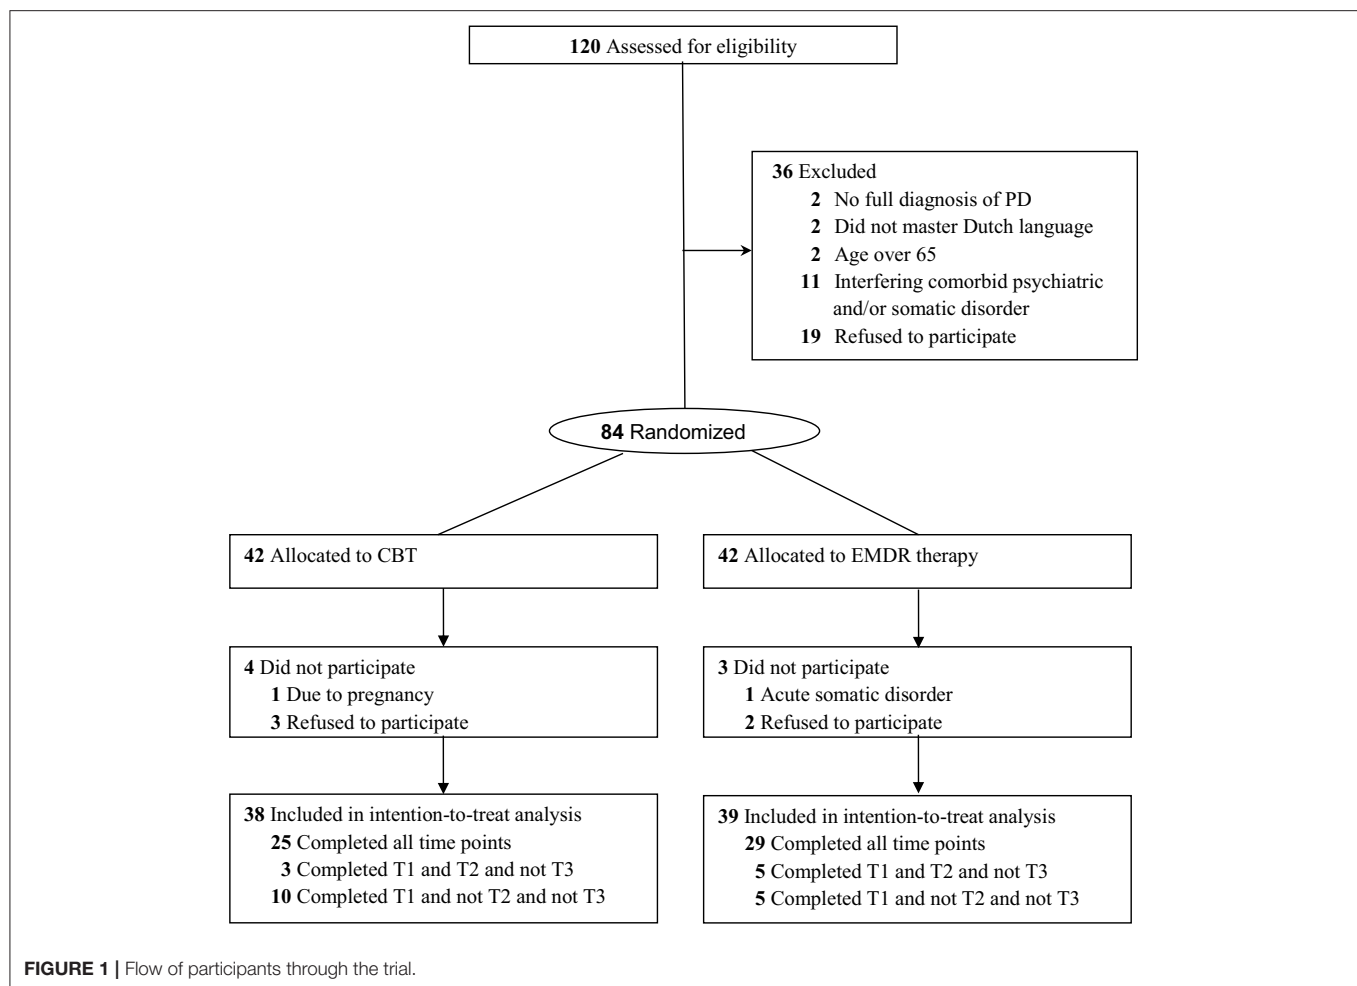 120 Assessed for eligibility
36 Excluded
2 No full diagnosis of PD
2 Did not master Dutch language
2 Age over 65
11 Interfering comorbid psychiatric
and/or somatic disorder
19 Refused to participate
84 Randomized
42 Allocated to CBT
42 Allocated to EMDR therapy
4 Did not participate
1 Due to pregnancy
3 Refused to participate
3 Did not participate
1 Acute somatic disorder
2 Refused to participate
38 Included in intention-to-treat analysis
25 Completed all time points
3 Completed T1 and T2 and not T3
10 Completed T1 and not T2 and not T3
39 Included in intention-to-treat analysis
29 Completed all time points
5 Completed T1 and T2 and not T3
5 Completed T1 and not T2 and not T3
FIGURE 1 | Flow of participants through the trial.